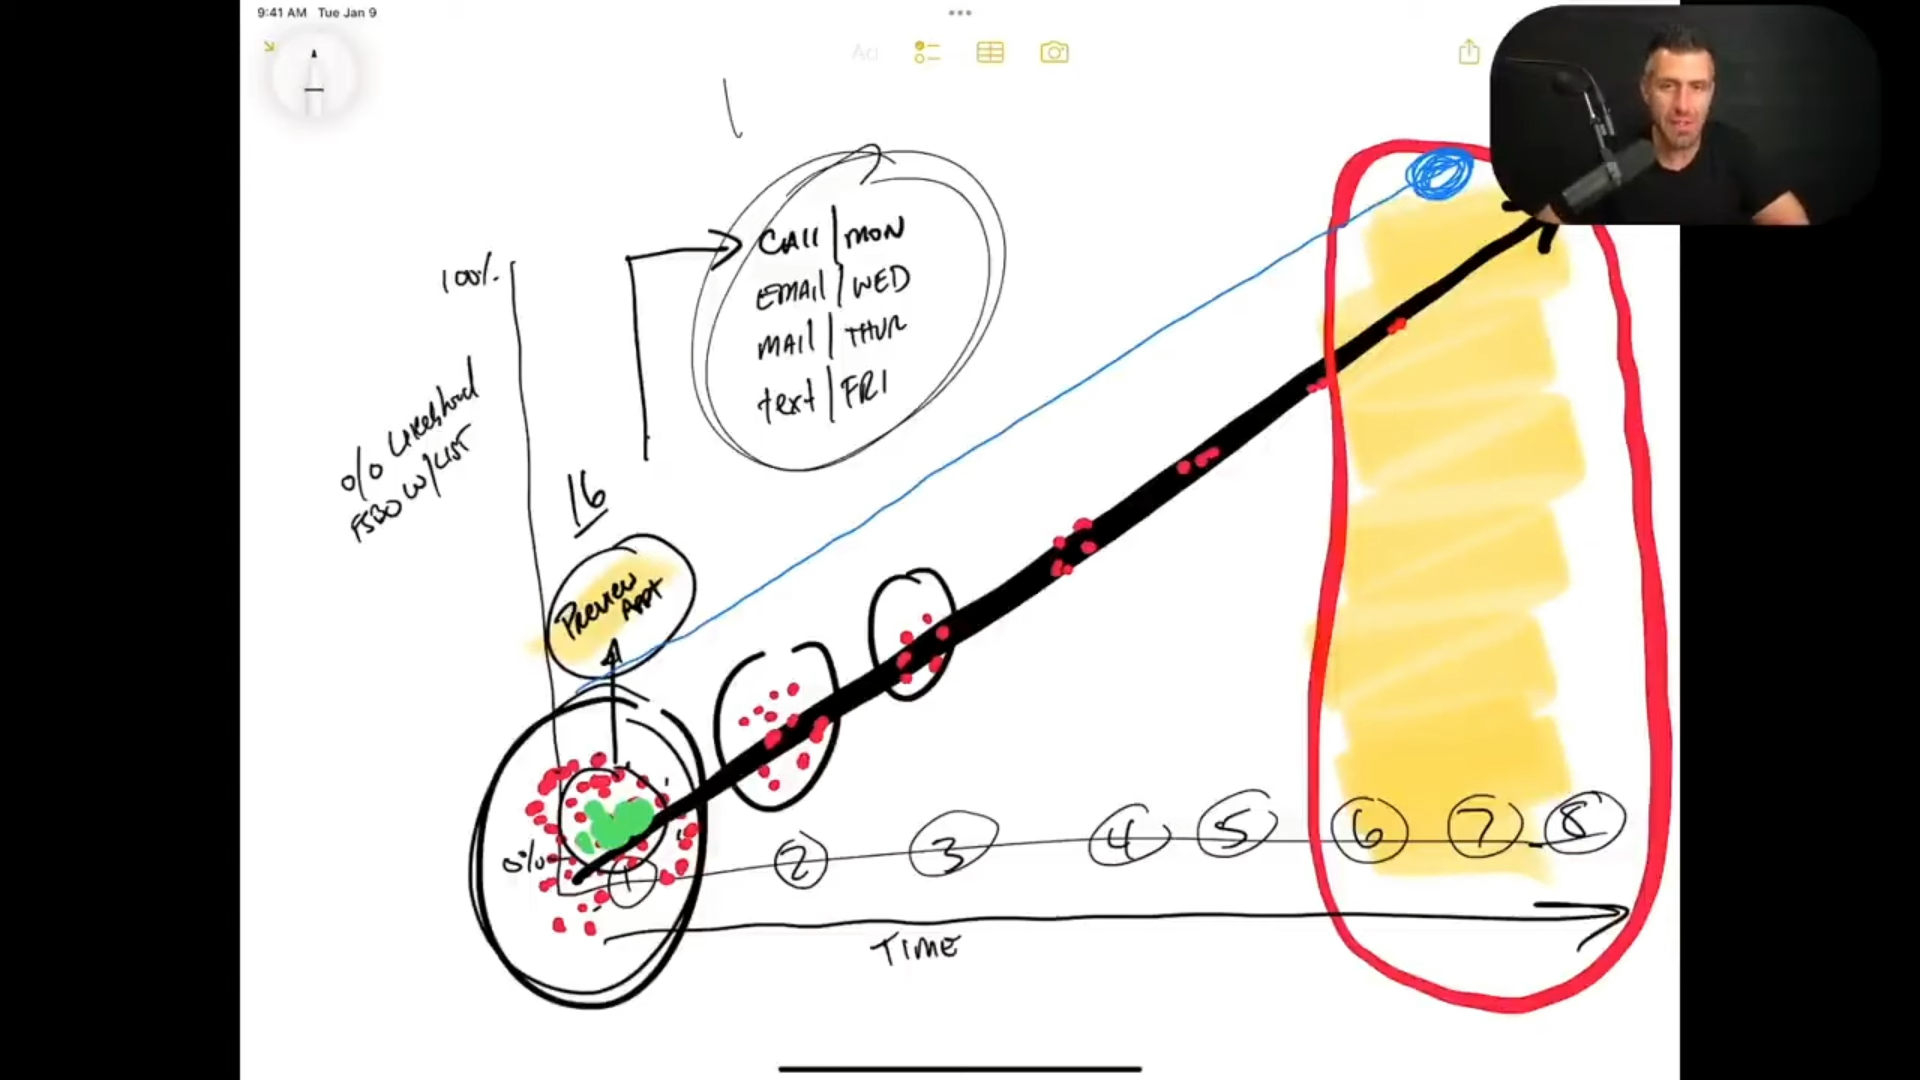 9:41 AM Tue Jan 9
Aa
CALL | MON
EMAIL | WED
MAIL | THUR
text | FRI
100%
% Likelihood
FSBO W/LIST
16
Preview
APPT
0%
1
2
3
4
5
6
7
8
TIME